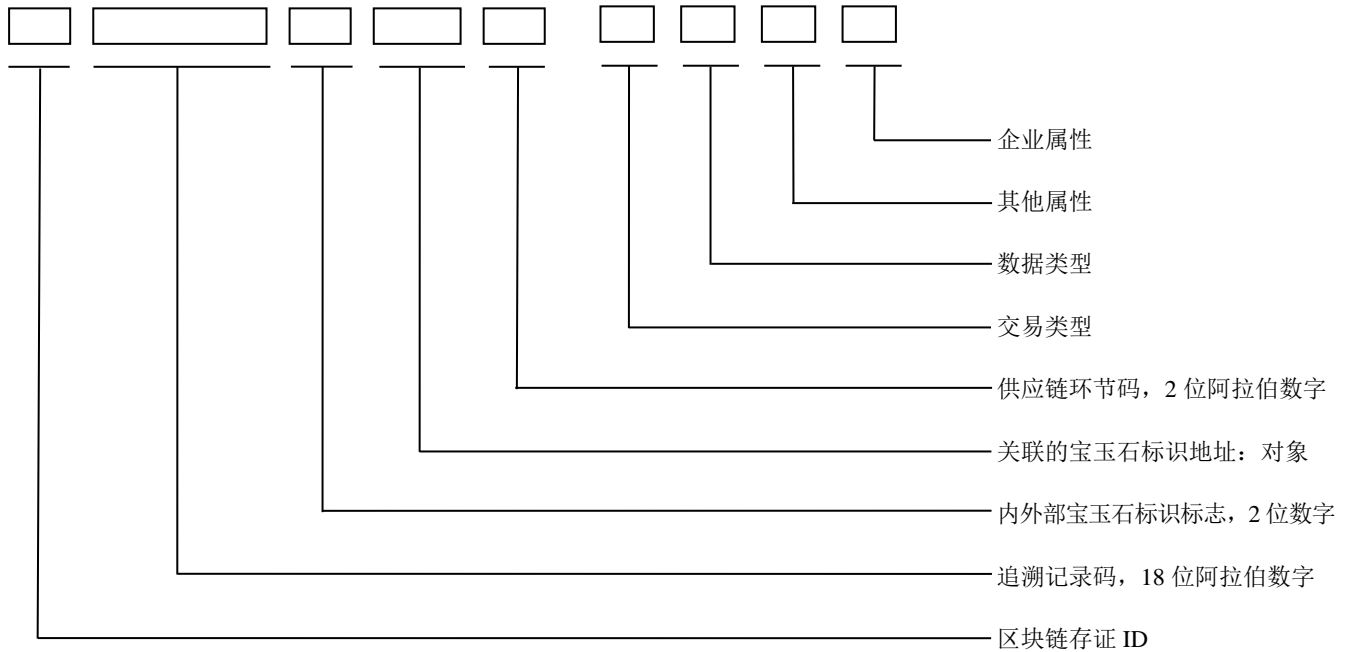 企业属性
其他属性
数据类型
交易类型
供应链环节码，2 位阿拉伯数字
关联的宝玉石标识地址：对象
内外部宝玉石标识标志，2 位数字
追溯记录码，18 位阿拉伯数字
区块链存证 ID